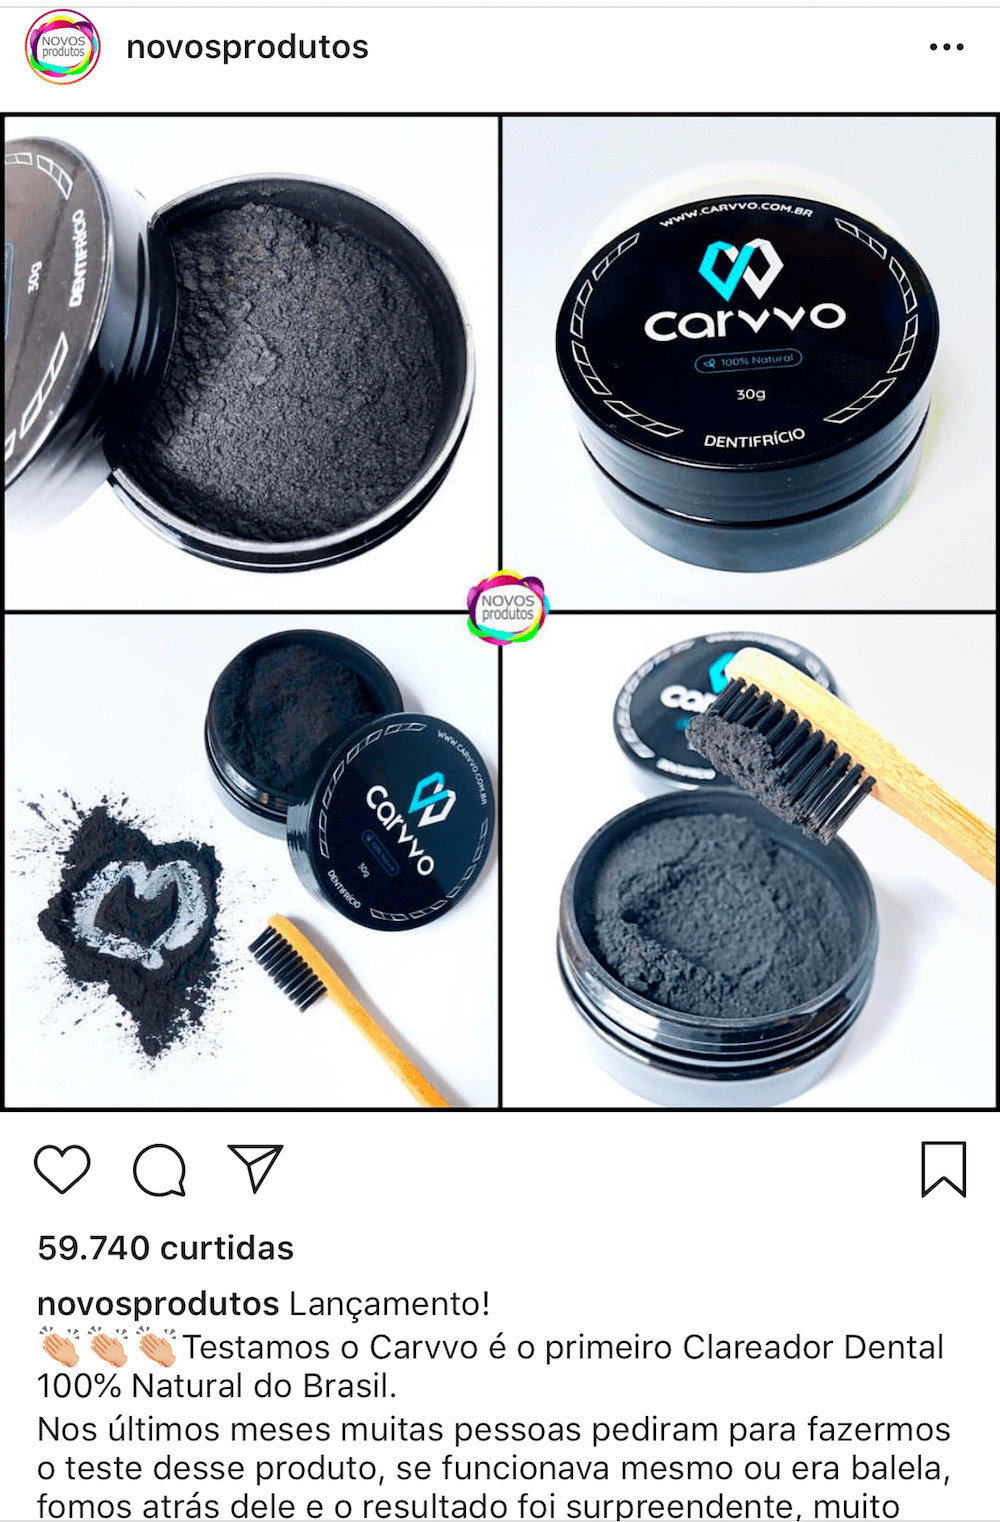 NOVOS
produtos
novosprodutos
30g
DENTIFRÍCIO
WWW.CARVVO.COM.BR
carvvo
100% Natural
30g
DENTIFRÍCIO
NOVOS
produtos
WWW.CARVVO.COM.BR
carvvo
30g
DENTIFRÍCIO
59.740 curtidas
novosprodutos Lançamento!
👏🏼👏🏼👏🏼Testamos o Carvvo é o primeiro Clareador Dental
100% Natural do Brasil.
Nos últimos meses muitas pessoas pediram para fazermos
o teste desse produto, se funcionava mesmo ou era balela,
fomos atrás dele e o resultado foi surpreendente, muito